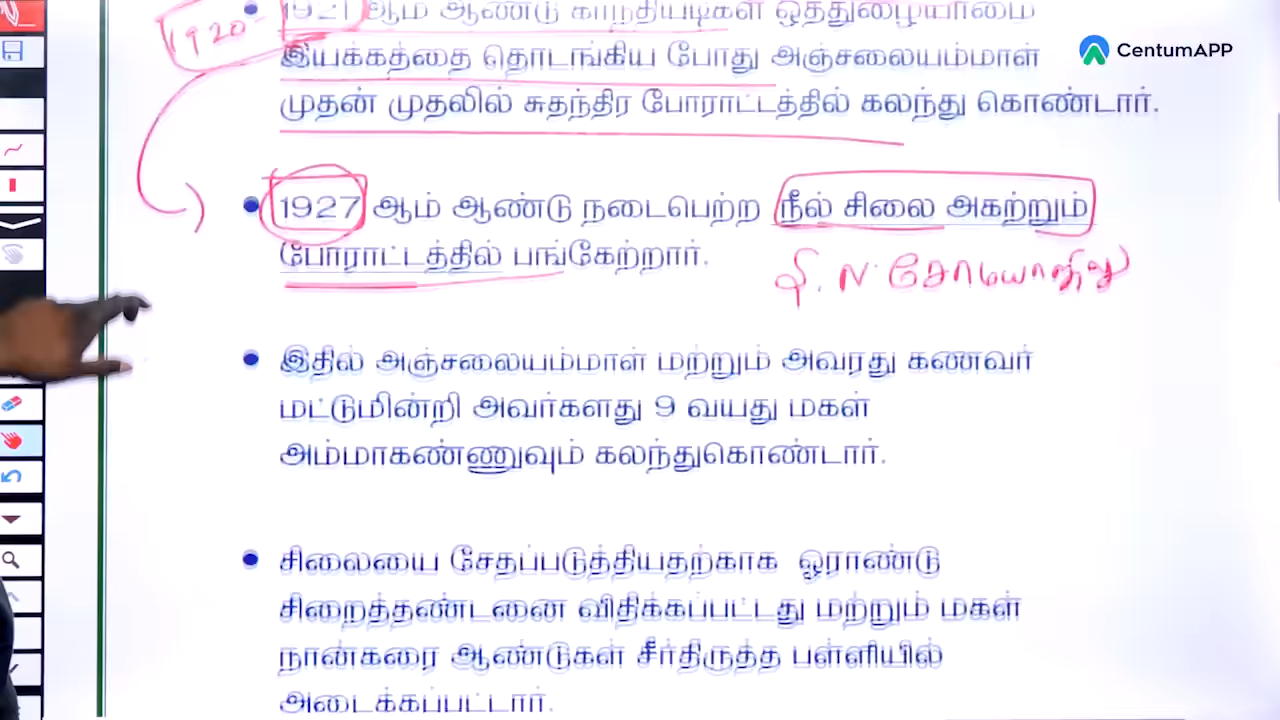 1920
1921 ஆம் ஆண்டு காந்தியடிகள் ஒத்துழையாமை
இயக்கத்தை தொடங்கிய போது அஞ்சலையம்மாள்
முதன் முதலில் சுதந்திர போராட்டத்தில் கலந்து கொண்டார்.
CentumAPP
• 1927 ஆம் ஆண்டு நடைபெற்ற நீல் சிலை அகற்றும்
போராட்டத்தில் பங்கேற்றார்.
• இதில் அஞ்சலையம்மாள் மற்றும் அவரது கணவர்
மட்டுமின்றி அவர்களது 9 வயது மகள்
அம்மாகண்ணுவும் கலந்துகொண்டார்.
• சிலையை சேதப்படுத்தியதற்காக ஓராண்டு
சிறைத்தண்டனை விதிக்கப்பட்டது மற்றும் மகள்
நான்கரை ஆண்டுகள் சீர்திருத்த பள்ளியில்
அடைக்கப்பட்டார்.